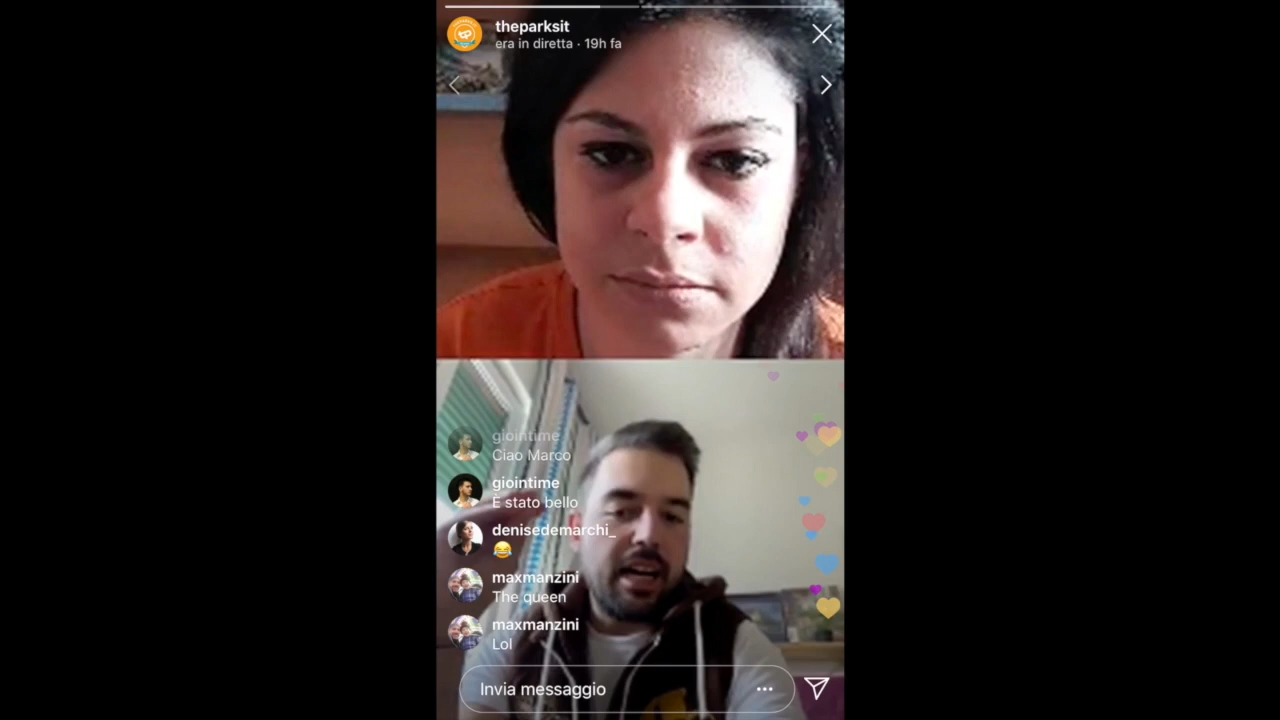 theparksit
era in diretta · 19h fa
giointime
Ciao Marco
giointime
È stato bello
denisedemarchi_
😂
maxmanzini
The queen
maxmanzini
Lol
Invia messaggio